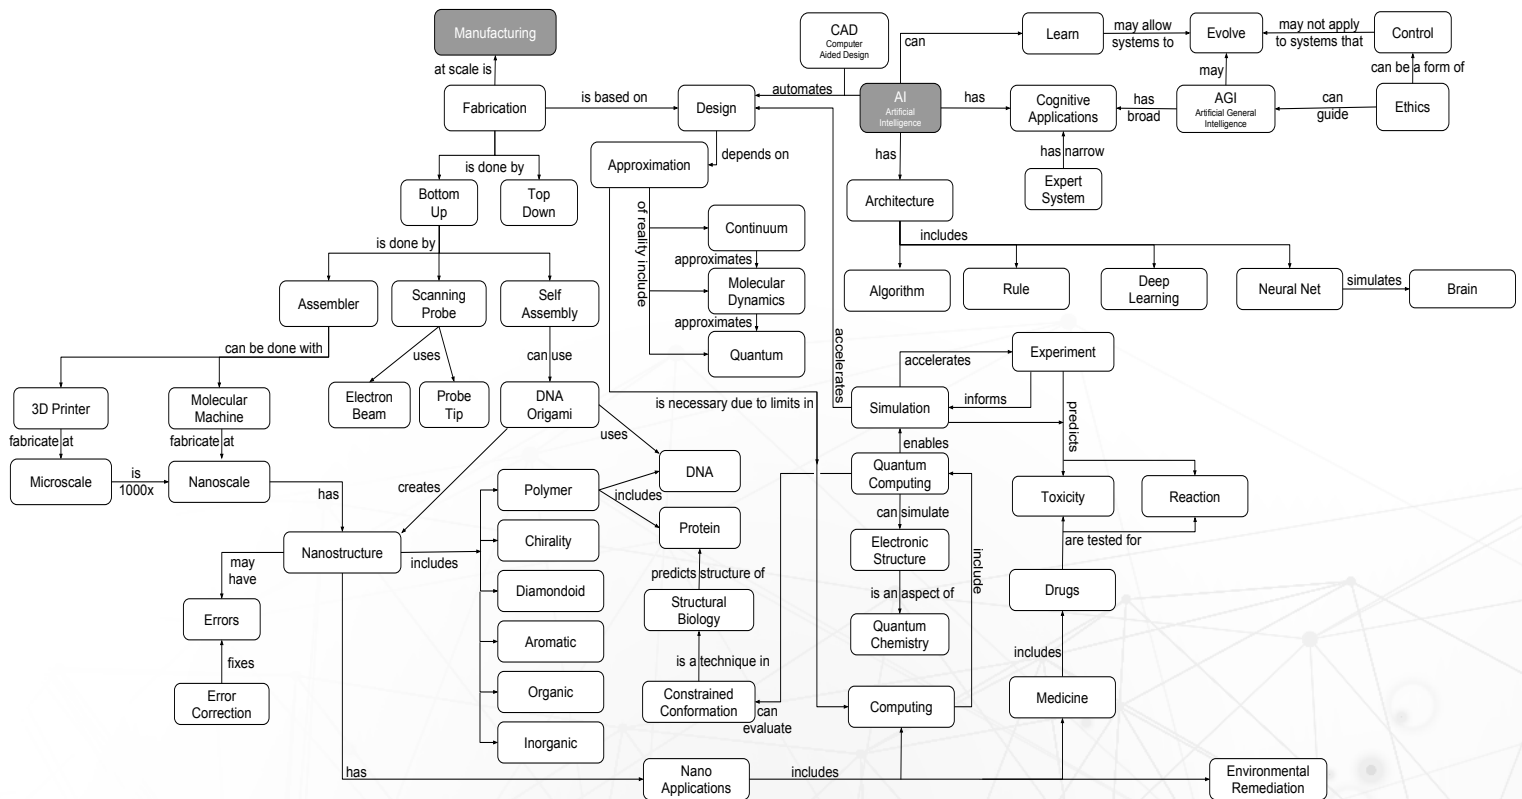 Manufacturing
CAD
Computer
Aided Design
can
Learn
may allow
systems to
Evolve
may not apply
to systems that
Control
at scale is
can be a form of
may
Fabrication
is based on
Design
automates
AI
Artificial
Intelligence
has
Cognitive
Applications
has
broad
AGI
Artificial General
Intelligence
can
guide
Ethics
is done by
depends on
Approximation
has
has narrow
Expert
System
Bottom
Up
Top
Down
Architecture
of reality include
Continuum
includes
is done by
approximates
Assembler
Scanning
Probe
Self
Assembly
Molecular
Dynamics
Algorithm
Rule
Deep
Learning
Neural Net
simulates
Brain
approximates
can be done with
uses
can use
Quantum
accelerates
accelerates
Experiment
3D Printer
Molecular
Machine
Electron
Beam
Probe
Tip
DNA
Origami
is necessary due to limits in
Simulation
informs
predicts
fabricate at
fabricate at
uses
enables
Microscale
is
1000x
Nanoscale
has
creates
Polymer
includes
DNA
Quantum
Computing
Toxicity
Reaction
can simulate
Protein
Nanostructure
includes
Chirality
Electronic
Structure
include
are tested for
may
have
predicts structure of
Diamondoid
is an aspect of
Drugs
Errors
Structural
Biology
Quantum
Chemistry
Aromatic
fixes
is a technique in
includes
Error
Correction
Organic
Constrained
Conformation
can
evaluate
Computing
Medicine
Inorganic
has
Nano
Applications
includes
Environmental
Remediation